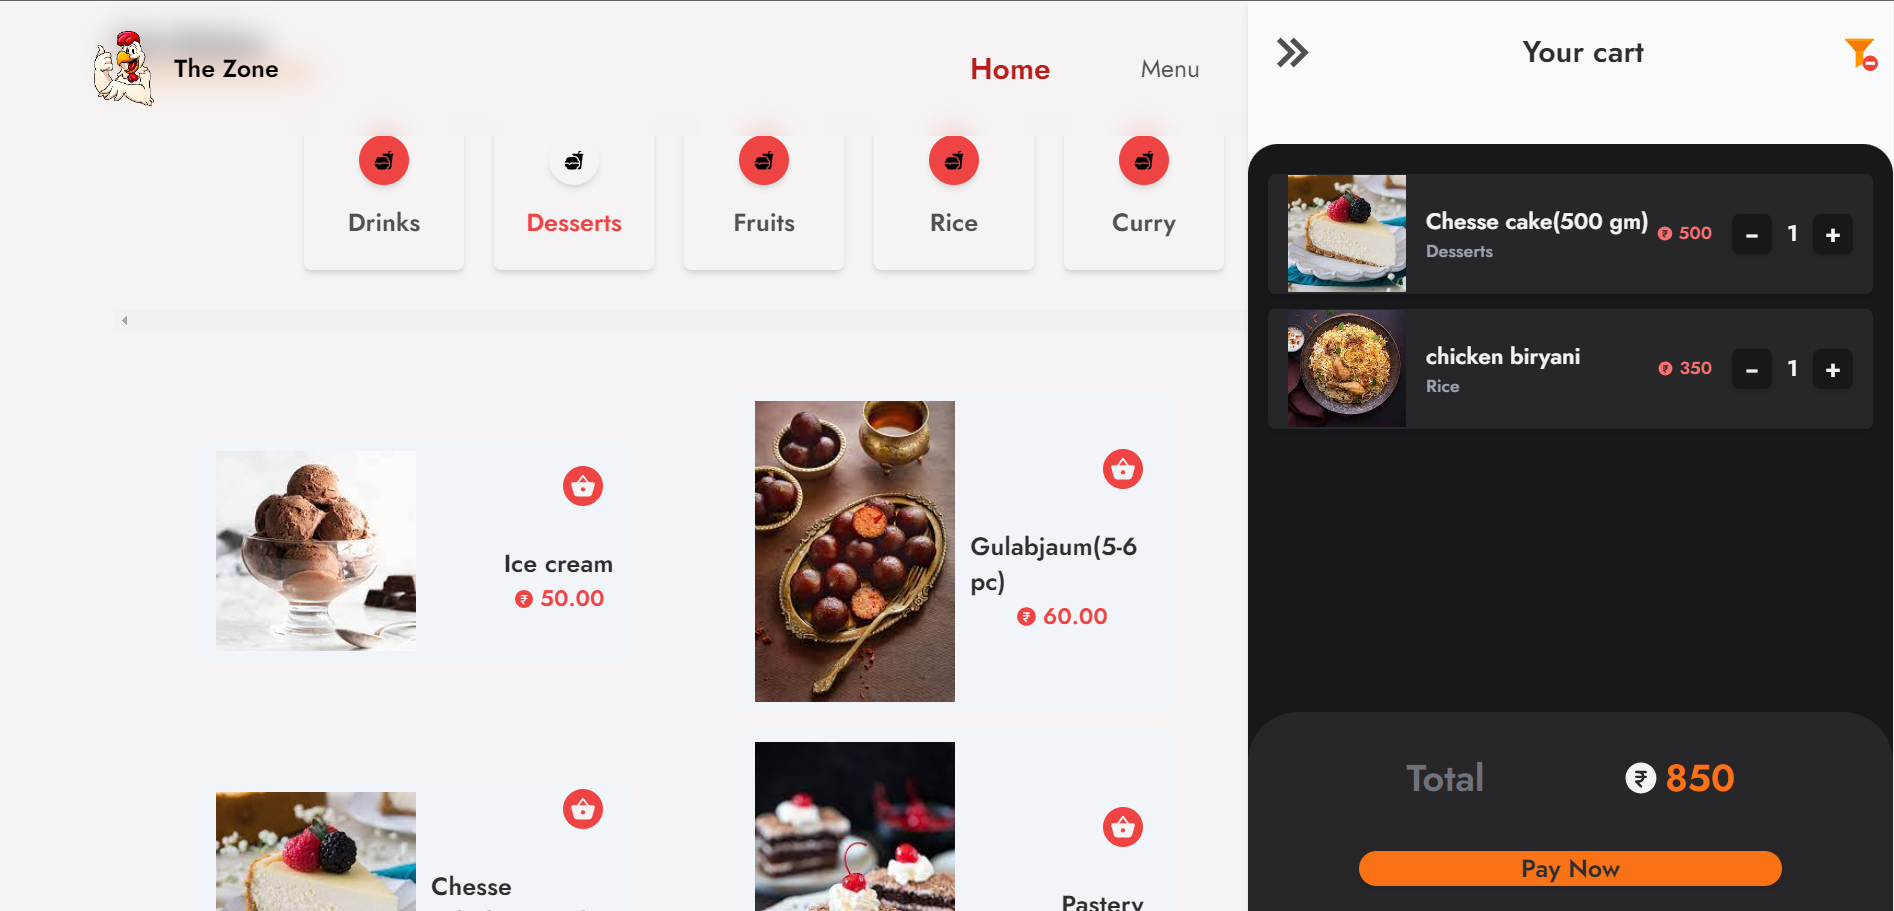 The Zone
Home
Menu
Drinks
Desserts
Fruits
Rice
Curry
Ice cream
₹ 50.00
Gulabjaum(5-6
pc)
₹ 60.00
Chesse
Pastery
Your cart
Chesse cake(500 gm)
Desserts
₹ 500
-
1
+
chicken biryani
Rice
₹ 350
-
1
+
Total
₹ 850
Pay Now